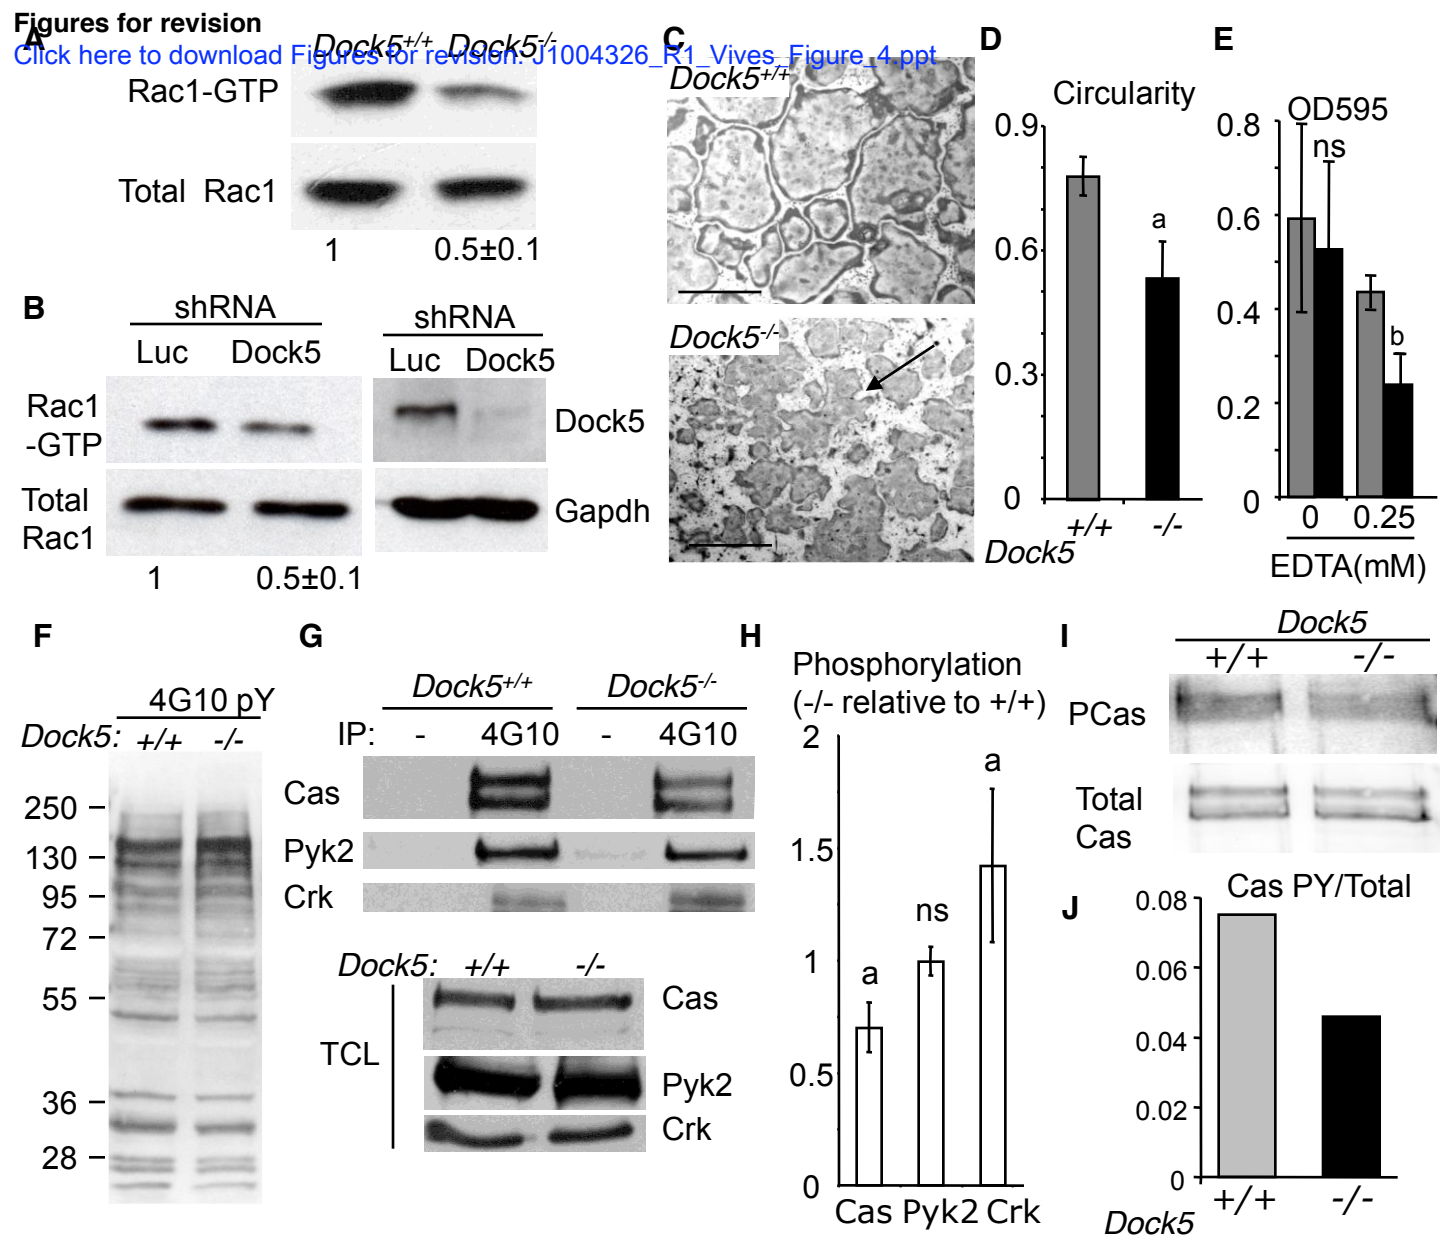 Figures for revision
Click here to download Figures for revision: J1004326_R1_Vives_Figure_4.ppt
A
Dock5+/+ Dock5-/-
Rac1-GTP
Total Rac1
1 0.5±0.1
B
shRNA
Luc Dock5
Rac1
-GTP
Total
Rac1
1 0.5±0.1
shRNA
Luc Dock5
Dock5
Gapdh
C
Dock5+/+
Dock5-/-
D
Circularity
0.9
0.6
0.3
0
a
+/+ -/-
Dock5
E
OD595
0.8
0.6
0.4
0.2
0
ns
b
0 0.25
EDTA(mM)
F
4G10 pY
Dock5: +/+ -/-
250
130
95
72
55
36
28
G
Dock5+/+ Dock5-/-
IP: - 4G10 - 4G10
Cas
Pyk2
Crk
Dock5: +/+ -/-
TCL
Cas
Pyk2
Crk
H
Phosphorylation
(-/- relative to +/+)
2
1.5
1
0.5
0
a
ns
a
Cas Pyk2 Crk
I
Dock5
+/+ -/-
PCas
Total
Cas
J
Cas PY/Total
0.08
0.06
0.04
0.02
0
+/+ -/-
Dock5